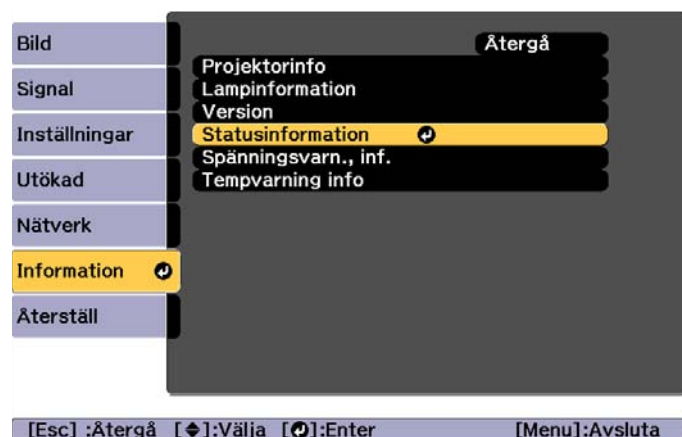 Bild
Signal
Inställningar
Utökad
Nätverk
Information
Återställ
Återgå
Projektorinfo
Lampinformation
Version
Statusinformation
Spänningsvarn., inf.
Tempvarning info
[Esc] :Återgå [◆]:Välja [⏎]:Enter [Menu]:Avsluta